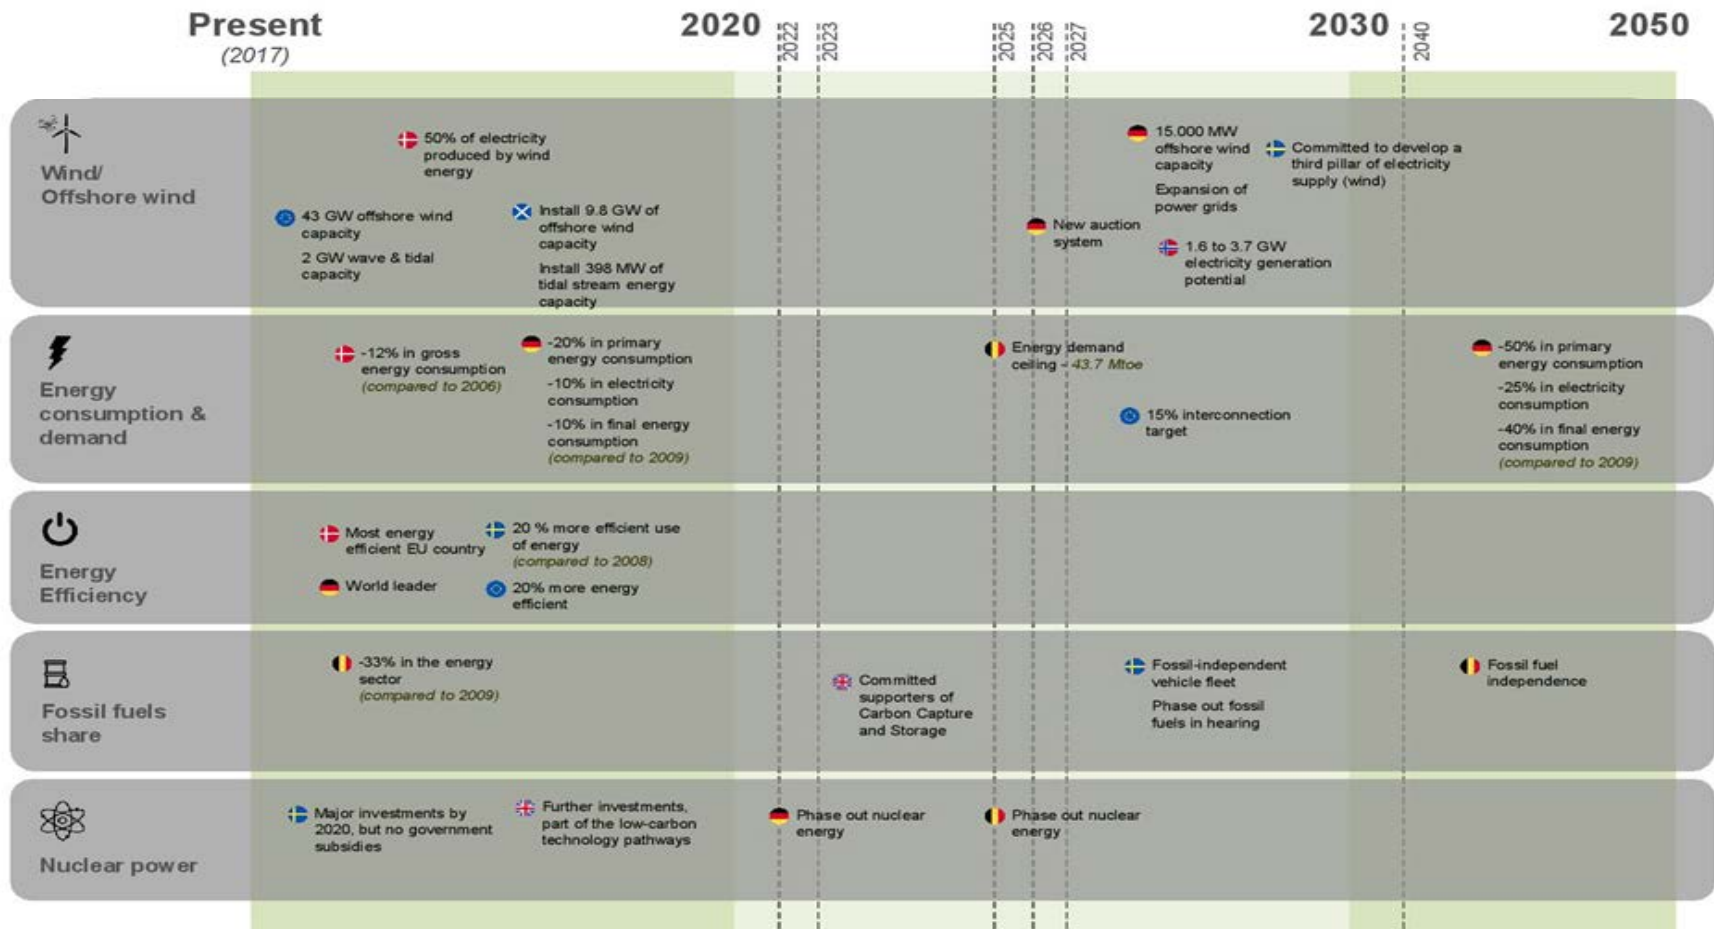 Present
(2017)
2020
2022
2023
2025
2026
2027
2030
2040
2050
Wind/
Offshore wind
50% of electricity
produced by wind
energy
43 GW offshore wind
capacity
2 GW wave & tidal
capacity
Install 9.8 GW of
offshore wind
capacity
Install 398 MW of
tidal stream energy
capacity
New auction
system
15.000 MW
offshore wind
capacity
Expansion of
power grids
Committed to develop a
third pillar of electricity
supply (wind)
1.6 to 3.7 GW
electricity generation
potential
Energy
consumption &
demand
-12% in gross
energy consumption
(compared to 2006)
-20% in primary
energy consumption
-10% in electricity
consumption
-10% in final energy
consumption
(compared to 2009)
Energy demand
ceiling - 43.7 Mtoe
15% interconnection
target
-50% in primary
energy consumption
-25% in electricity
consumption
-40% in final energy
consumption
(compared to 2009)
Energy
Efficiency
Most energy
efficient EU country
World leader
20 % more efficient use
of energy
(compared to 2008)
20% more energy
efficient
Fossil fuels
share
-33% in the energy
sector
(compared to 2009)
Committed
supporters of
Carbon Capture
and Storage
Fossil-independent
vehicle fleet
Phase out fossil
fuels in hearing
Fossil fuel
independence
Nuclear power
Major investments by
2020, but no government
subsidies
Further investments,
part of the low-carbon
technology pathways
Phase out nuclear
energy
Phase out nuclear
energy